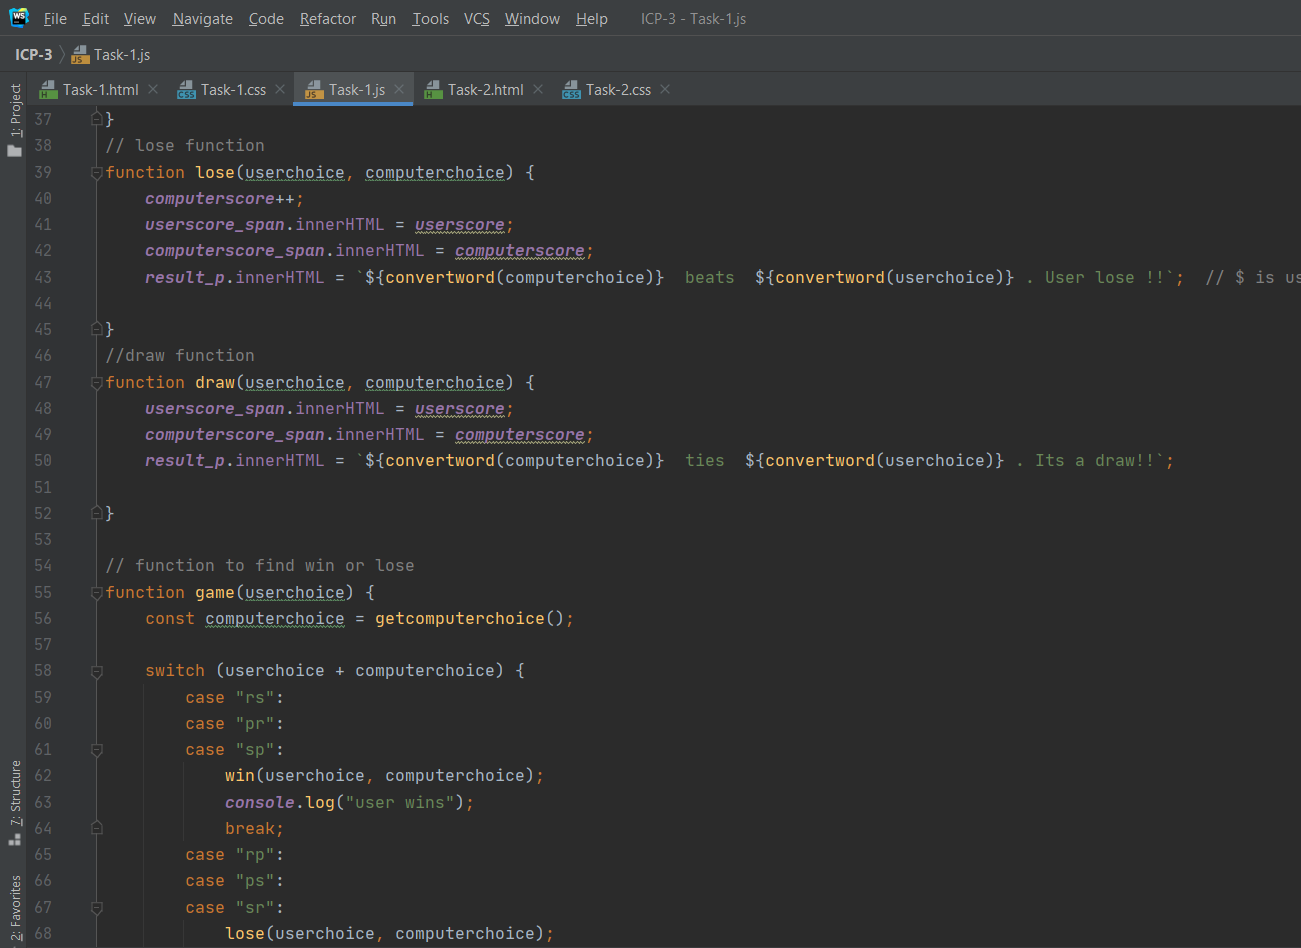 WS File Edit View Navigate Code Refactor Run Tools VCS Window Help ICP-3 - Task-1.js
ICP-3 JS Task-1.js
H Task-1.html CSS Task-1.css JS Task-1.js H Task-2.html CSS Task-2.css
1: Project
7: Structure
2: Favorites
37 }
38 // lose function
39 function lose(userchoice, computerchoice) {
40     computerscore++;
41     userscore_span.innerHTML = userscore;
42     computerscore_span.innerHTML = computerscore;
43     result_p.innerHTML = `${convertword(computerchoice)}  beats  ${convertword(userchoice)} . User lose !!`;  // $ is us
44
45 }
46 //draw function
47 function draw(userchoice, computerchoice) {
48     userscore_span.innerHTML = userscore;
49     computerscore_span.innerHTML = computerscore;
50     result_p.innerHTML = `${convertword(computerchoice)}  ties  ${convertword(userchoice)} . Its a draw!!`;
51
52 }
53
54 // function to find win or lose
55 function game(userchoice) {
56     const computerchoice = getcomputerchoice();
57
58     switch (userchoice + computerchoice) {
59         case "rs":
60         case "pr":
61         case "sp":
62             win(userchoice, computerchoice);
63             console.log("user wins");
64             break;
65         case "rp":
66         case "ps":
67         case "sr":
68             lose(userchoice, computerchoice);